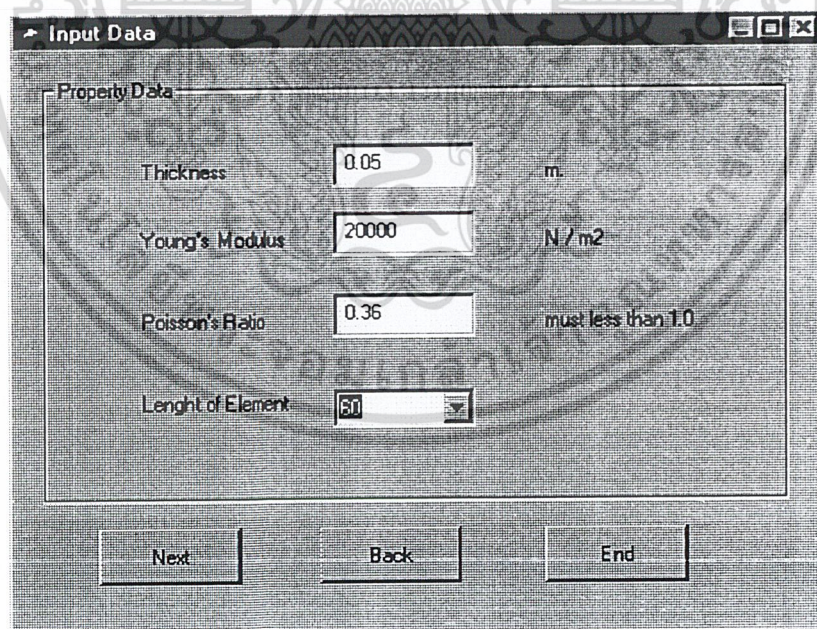 Input Data
Property Data
Thickness 0.05 m.
Young's Modulus 20000 N / m2
Poisson's Ratio 0.36 must less than 1.0
Lenght of Element 60
Next Back End